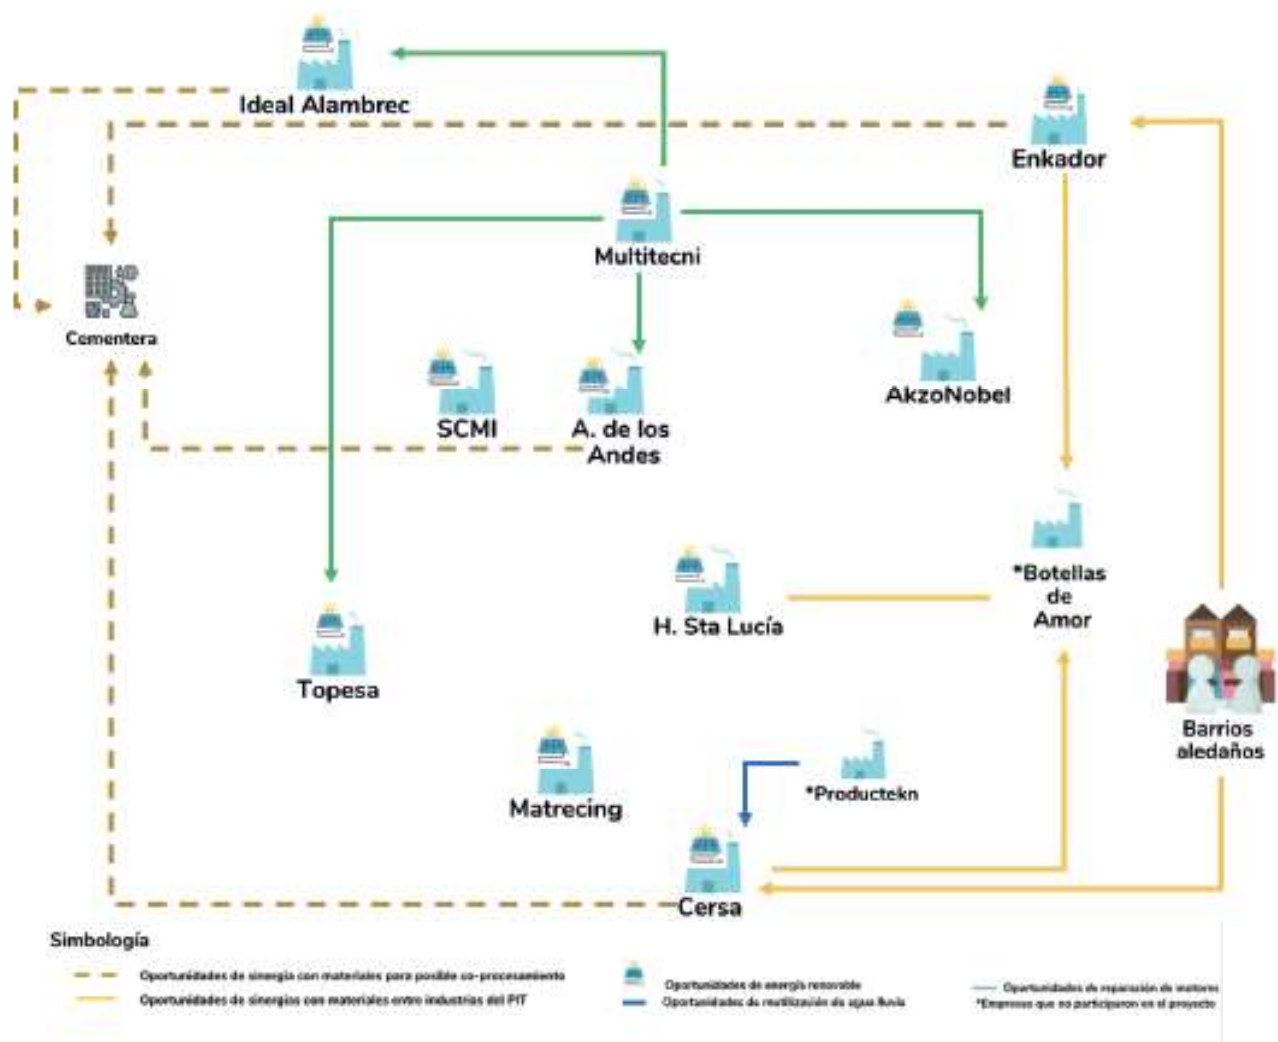 Ideal Alambrec
Enkador
Multitecni
Cementera
AkzoNobel
SCMI
A. de los
Andes
*Botellas
de
Amor
H. Sta Lucía
Topesa
Barrios
aledaños
*Productekn
Matrecing
Cersa
Simbología
Oportunidades de sinergia con materiales para posible co-procesamiento
Oportunidades de sinergias con materiales entre industrias del PIT
Oportunidades de energía renovable
Oportunidades de reutilización de agua lluvia
Oportunidades de reparación de motores
*Empresas que no participaron en el proyecto